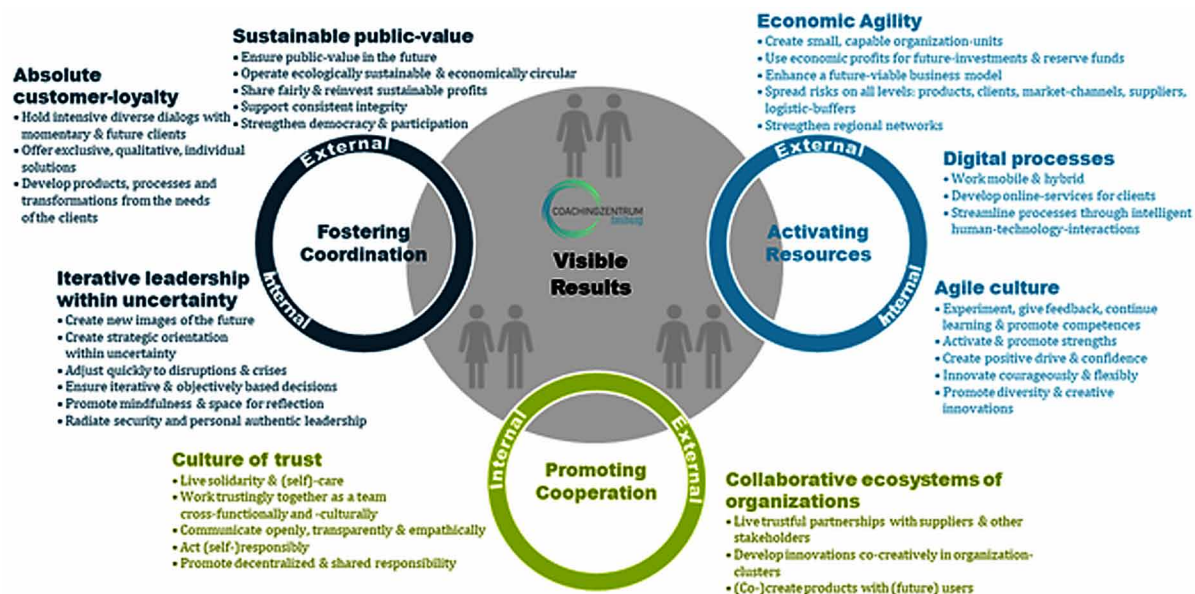 Sustainable public-value
• Ensure public-value in the future
• Operate ecologically sustainable & economically circular
• Share fairly & reinvest sustainable profits
• Support consistent integrity
• Strengthen democracy & participation
Absolute
customer-loyalty
• Hold intensive diverse dialogs with
momentary & future clients
• Offer exclusive, qualitative, individual
solutions
• Develop products, processes and
transformations from the needs
of the clients
External
Fostering
Coordination
Internal
Iterative leadership
within uncertainty
• Create new images of the future
• Create strategic orientation
within uncertainty
• Adjust quickly to disruptions & crises
• Ensure iterative & objectively based decisions
• Promote mindfulness & space for reflection
• Radiate security and personal authentic leadership
COACHINGZENTRUM
Visible
Results
Economic Agility
• Create small, capable organization-units
• Use economic profits for future-investments & reserve funds
• Enhance a future-viable business model
• Spread risks on all levels: products, clients, market-channels, suppliers,
logistic-buffers
• Strengthen regional networks
External
Activating
Resources
Internal
Digital processes
• Work mobile & hybrid
• Develop online-services for clients
• Streamline processes through intelligent
human-technology-interactions
Agile culture
• Experiment, give feedback, continue
learning & promote competences
• Activate & promote strengths
• Create positive drive & confidence
• Innovate courageously & flexibly
• Promote diversity & creative
innovations
Culture of trust
• Live solidarity & (self)-care
• Work trustingly together as a team
cross-functionally and -culturally
• Communicate openly, transparently & empathically
• Act (self-)responsibly
• Promote decentralized & shared responsibility
Internal
Promoting
Cooperation
External
Collaborative ecosystems of
organizations
• Live trustful partnerships with suppliers & other
stakeholders
• Develop innovations co-creatively in organization-
clusters
• (Co-)create products with (future) users